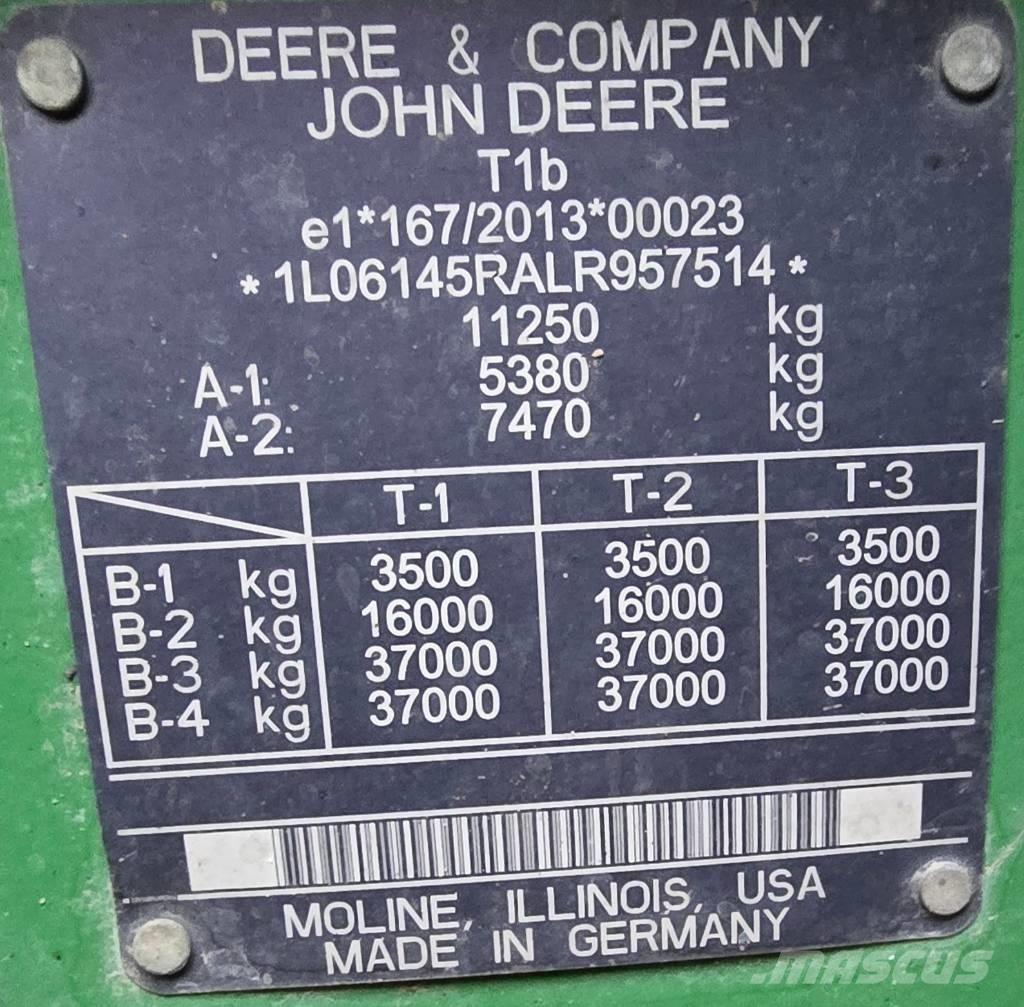 DEERE & COMPANY
JOHN DEERE
T1b
e1*167/2013*00023
*1L06145RALR957514*
11250 kg
A-1: 5380 kg
A-2: 7470 kg
T-1 T-2 T-3
B-1 kg 3500 3500 3500
B-2 kg 16000 16000 16000
B-3 kg 37000 37000 37000
B-4 kg 37000 37000 37000
MOLINE, ILLINOIS, USA
MADE IN GERMANY
MASCUS